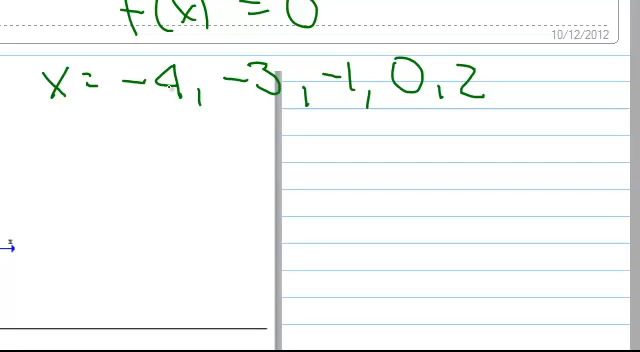 f(x) = 0
10/12/2012
x = -4, -3, -1, 0, 2
x